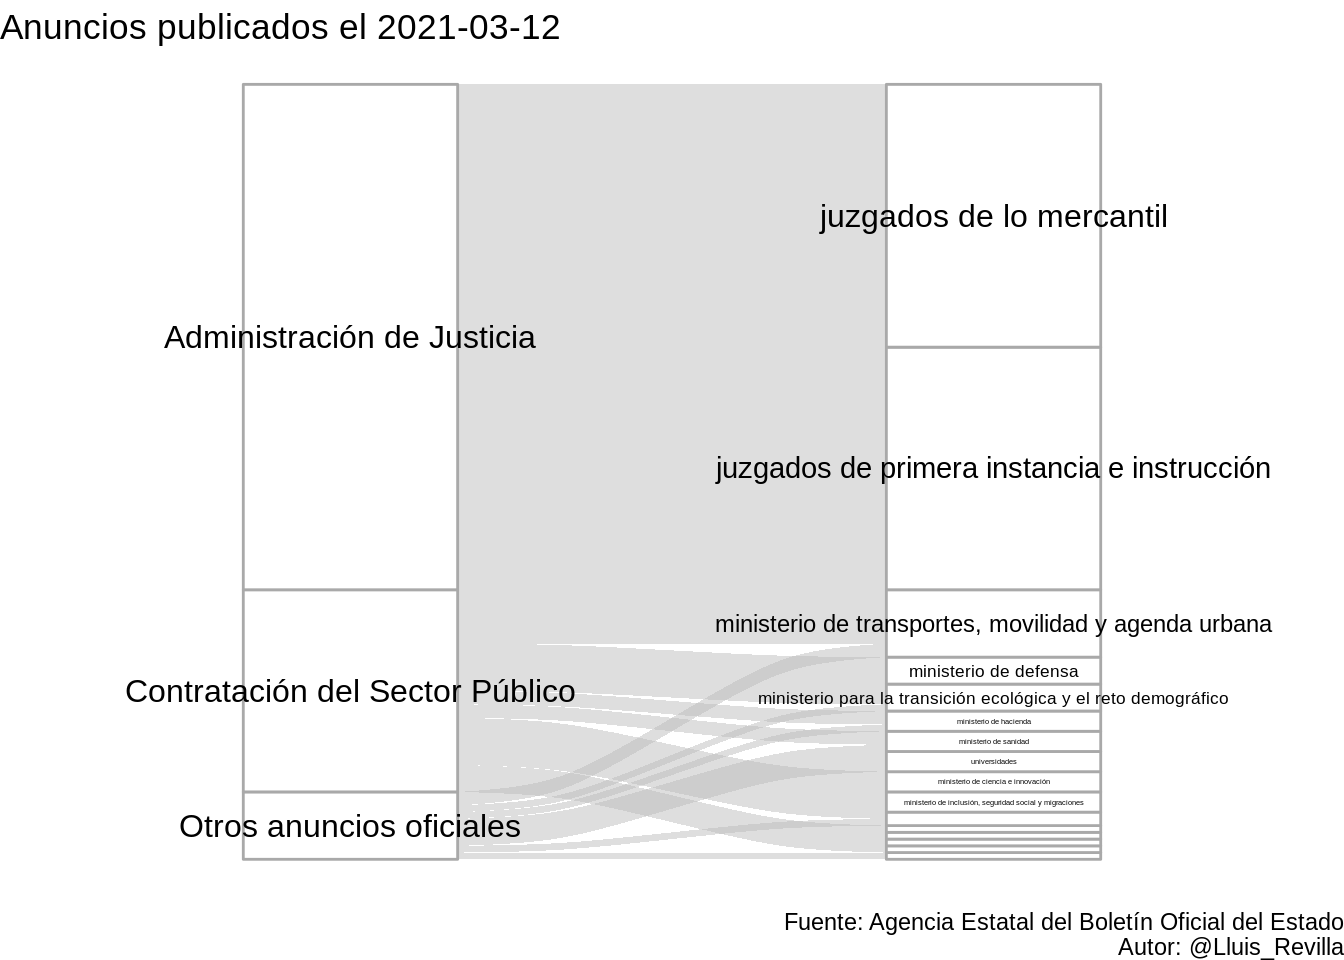 Anuncios publicados el 2021-03-12
juzgados de lo mercantil
Administración de Justicia
juzgados de primera instancia e instrucción
ministerio de transportes, movilidad y agenda urbana
ministerio de defensa
Contratación del Sector Público
ministerio para la transición ecológica y el reto demográfico
ministerio de hacienda
ministerio de sanidad
universidades
ministerio de ciencia e innovación
ministerio de inclusión, seguridad social y migraciones
Otros anuncios oficiales
Fuente: Agencia Estatal del Boletín Oficial del Estado
Autor: @Lluis_Revilla